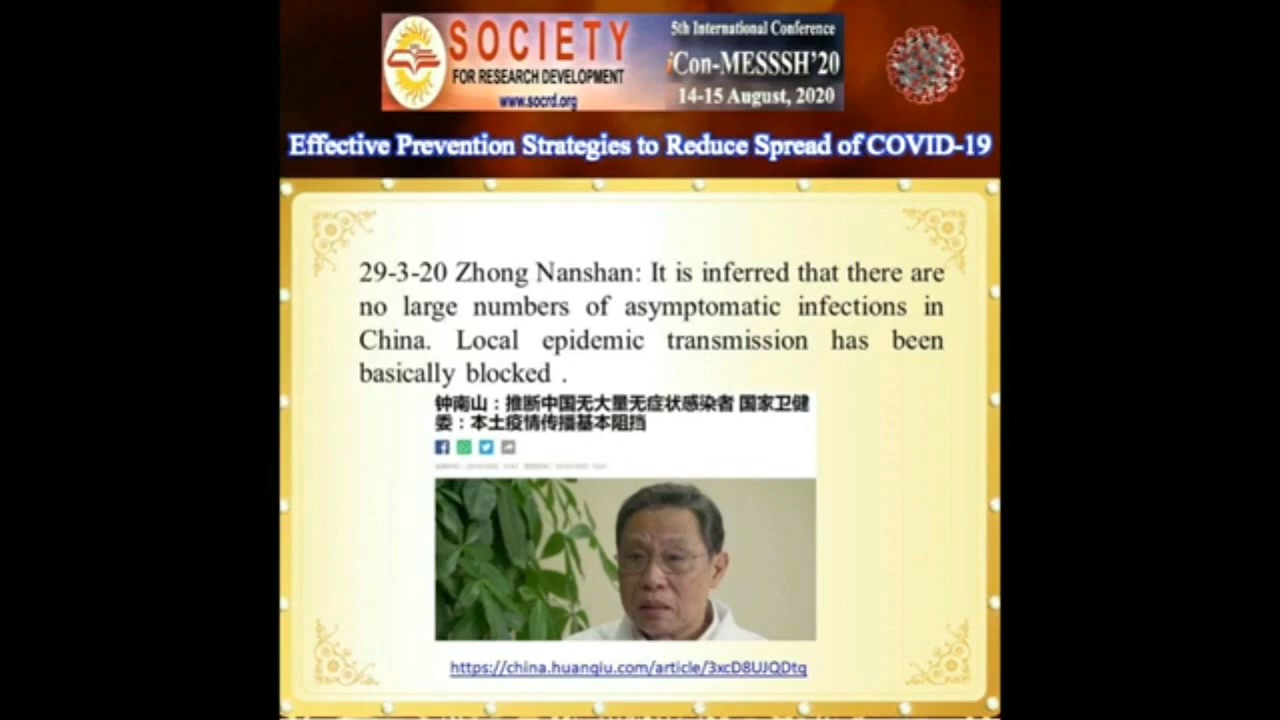 SOCIETY
FOR RESEARCH DEVELOPMENT
www.socrd.org
5th International Conference
iCon-MESSSH'20
14-15 August, 2020
Effective Prevention Strategies to Reduce Spread of COVID-19
29-3-20 Zhong Nanshan: It is inferred that there are
no large numbers of asymptomatic infections in
China. Local epidemic transmission has been
basically blocked .
钟南山：推断中国无大量无症状感染者 国家卫健
委：本土疫情传播基本阻挡
https://china.huanqiu.com/article/3xcD8UJQDtq